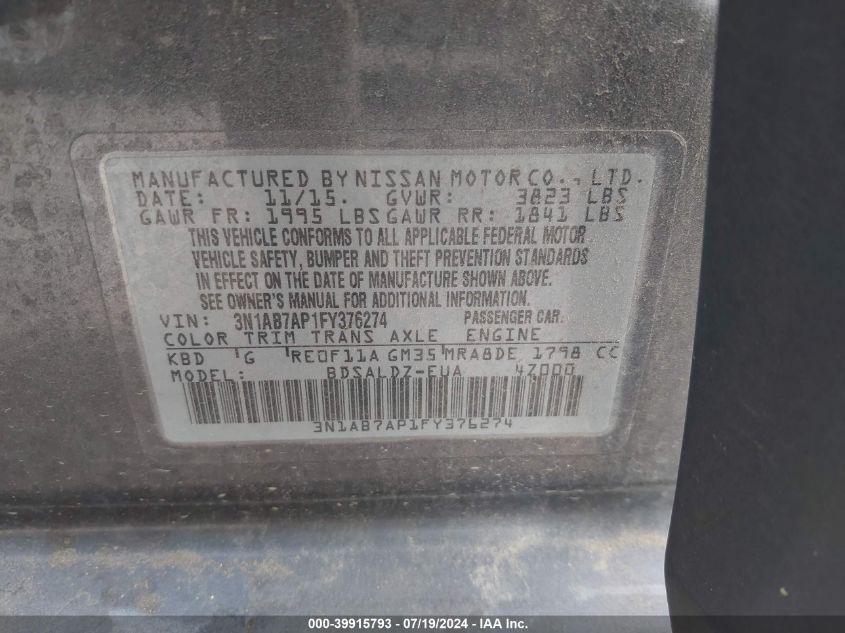 MANUFACTURED BY NISSAN MOTOR CO., LTD.
DATE: 11/15. GVWR: 3823 LBS
GAWR FR: 1995 LBS GAWR RR: 1841 LBS
THIS VEHICLE CONFORMS TO ALL APPLICABLE FEDERAL MOTOR
VEHICLE SAFETY, BUMPER AND THEFT PREVENTION STANDARDS
IN EFFECT ON THE DATE OF MANUFACTURE SHOWN ABOVE.
SEE OWNER'S MANUAL FOR ADDITIONAL INFORMATION.
VIN: 3N1AB7AP1FY376274 PASSENGER CAR.
COLOR TRIM TRANS AXLE ENGINE
KBD G RE0F11A GM35 MRA8DE 1798 CC
MODEL: BDSALDZ-EUA 4Z000
3N1AB7AP1FY376274
000-39915793 - 07/19/2024 - IAA Inc.